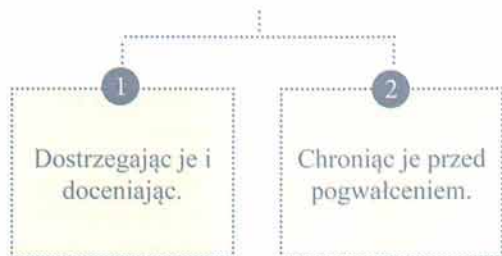 1
Dostrzegając je i
doceniając.
2
Chroniąc je przed
pogwałceniem.